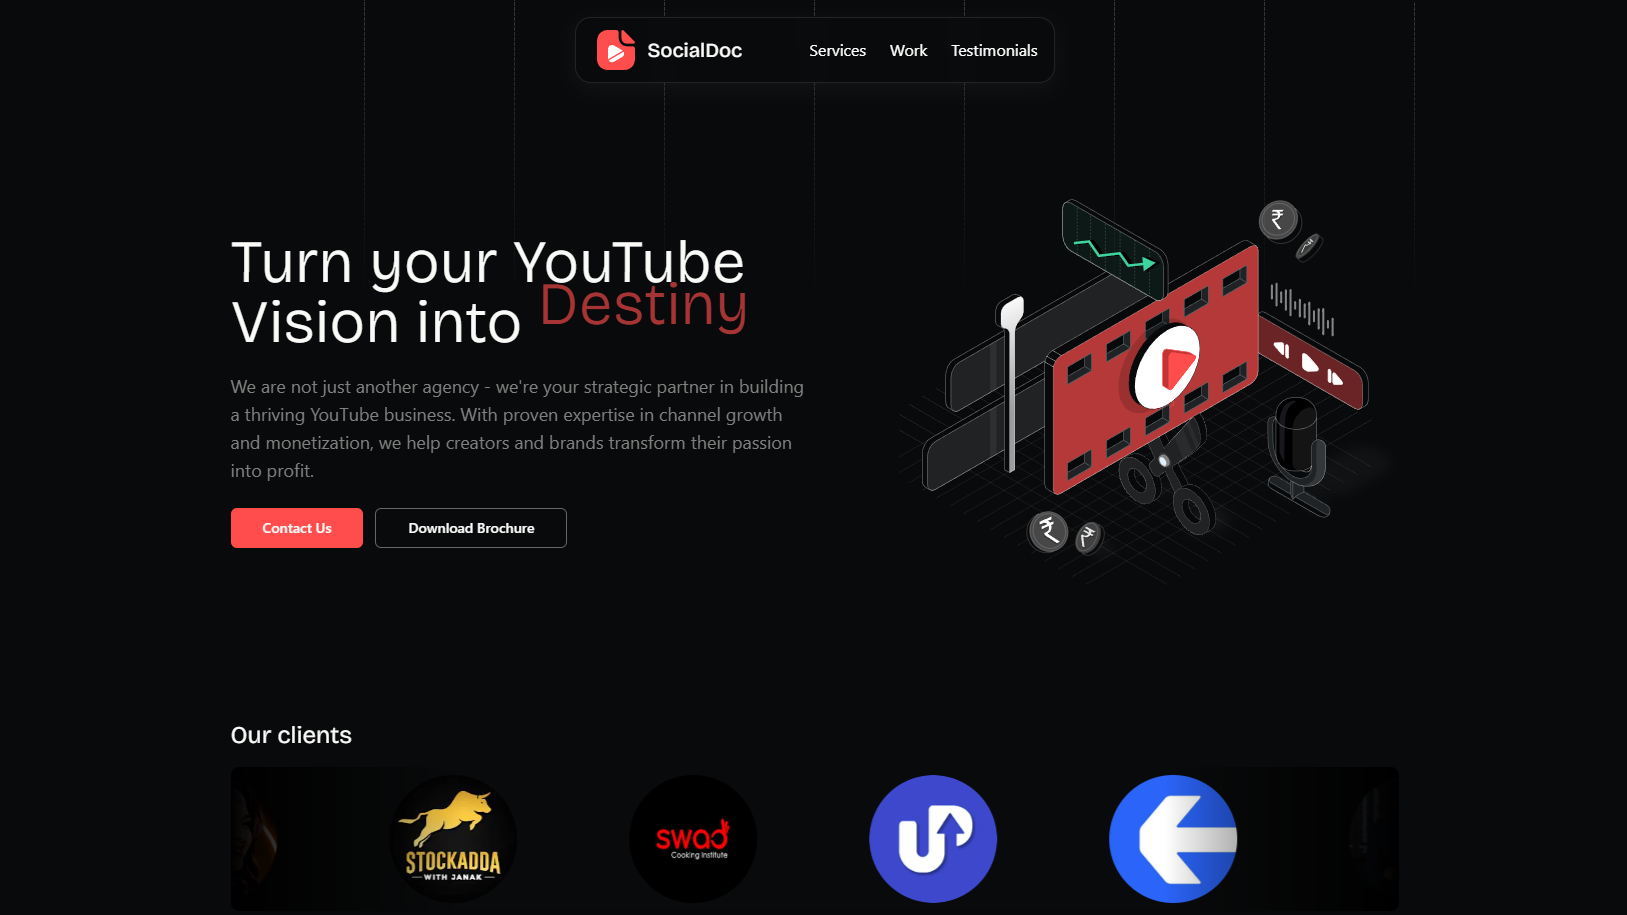 SocialDoc
Services Work Testimonials
Turn your YouTube
Vision into Destiny
We are not just another agency - we're your strategic partner in building
a thriving YouTube business. With proven expertise in channel growth
and monetization, we help creators and brands transform their passion
into profit.
Contact Us
Download Brochure
₹
₹
₹
Our clients
STOCKADDA
WITH JANAK
swad
Cooking Institute
UP